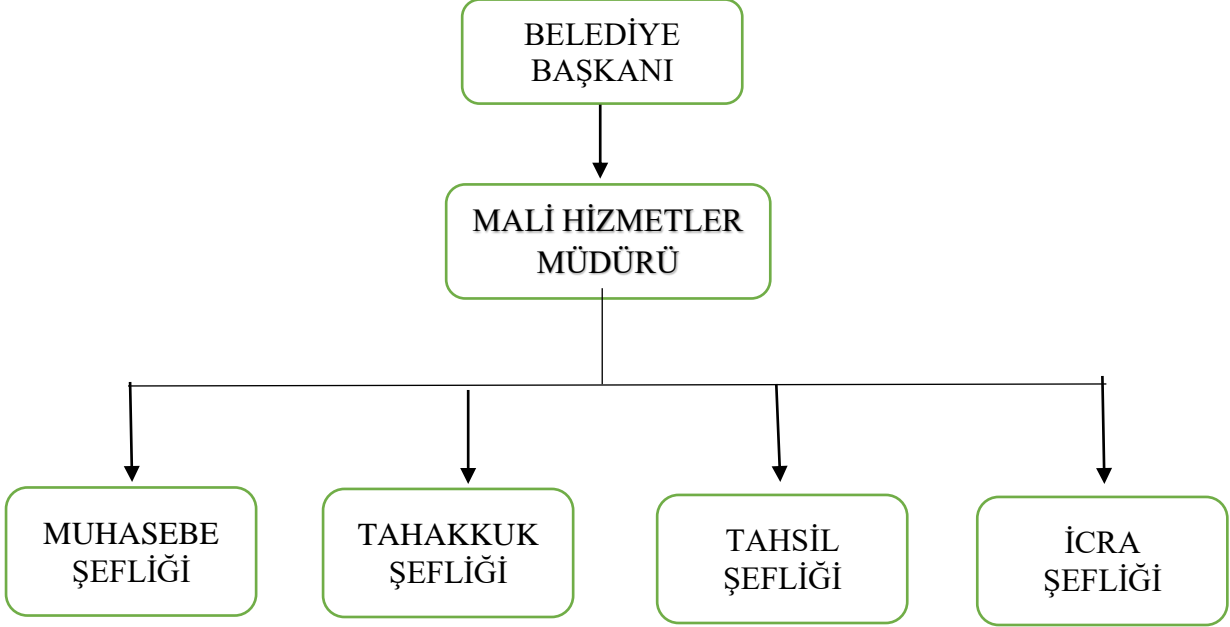 BELEDİYE
BAŞKANI
MALİ HİZMETLER
MÜDÜRÜ
MUHASEBE
ŞEFLİĞİ
TAHAKKUK
ŞEFLİĞİ
TAHSİL
ŞEFLİĞİ
İCRA
ŞEFLİĞİ